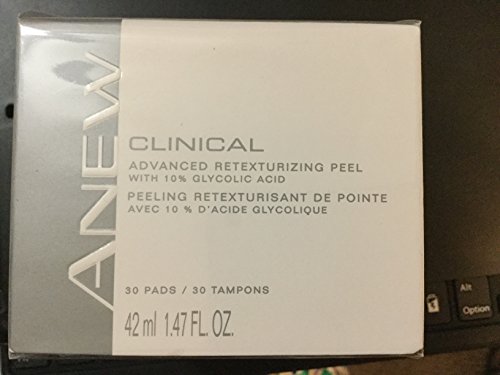 ANEW
CLINICAL
ADVANCED RETEXTURIZING PEEL
WITH 10% GLYCOLIC ACID
PEELING RETEXTURISANT DE POINTE
AVEC 10 % D'ACIDE GLYCOLIQUE
30 PADS / 30 TAMPONS
42 ml 1.47 FL. OZ.
Alt
Option